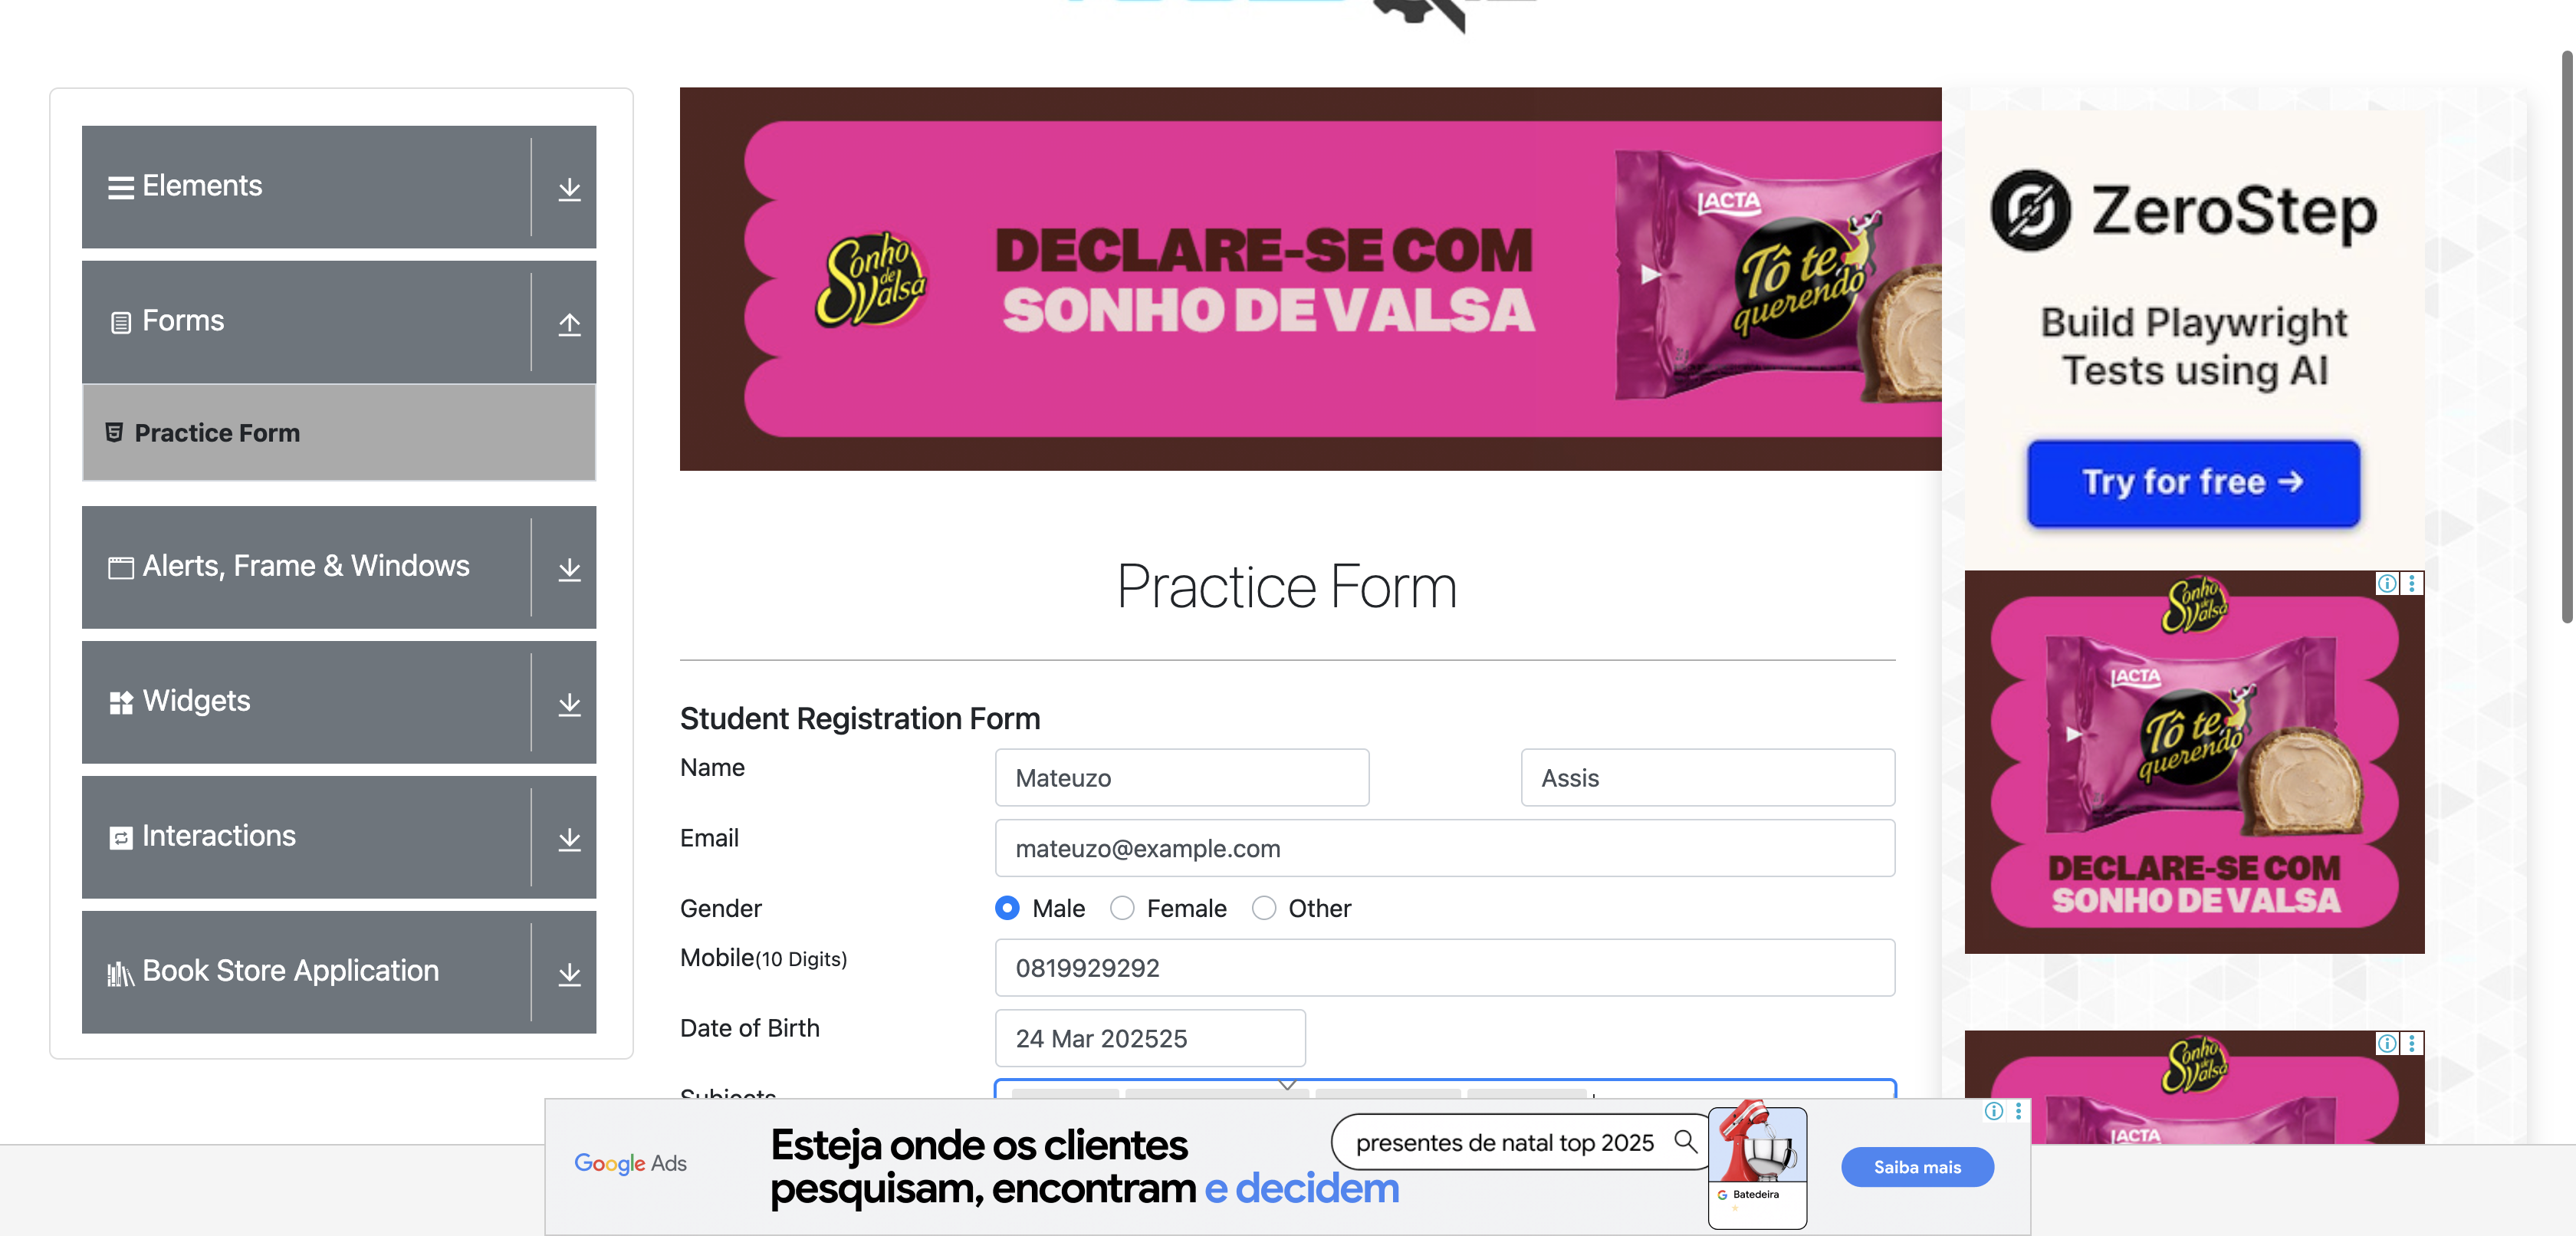 Elements
Forms
Practice Form
Alerts, Frame & Windows
Widgets
Interactions
Book Store Application
Sonho de Valsa
DECLARE-SE COM
SONHO DE VALSA
LACTA
Tô te
querendo
Practice Form
Student Registration Form
Name
Mateuzo
Assis
Email
mateuzo@example.com
Gender
Male
Female
Other
Mobile(10 Digits)
0819929292
Date of Birth
24 Mar 202525
Subjects
ZeroStep
Build Playwright
Tests using AI
Try for free →
Sonho de Valsa
LACTA
Tô te
querendo
DECLARE-SE COM
SONHO DE VALSA
Sonho de Valsa
LACTA
Google Ads
Esteja onde os clientes
pesquisam, encontram e decidem
presentes de natal top 2025
Batedeira
Saiba mais